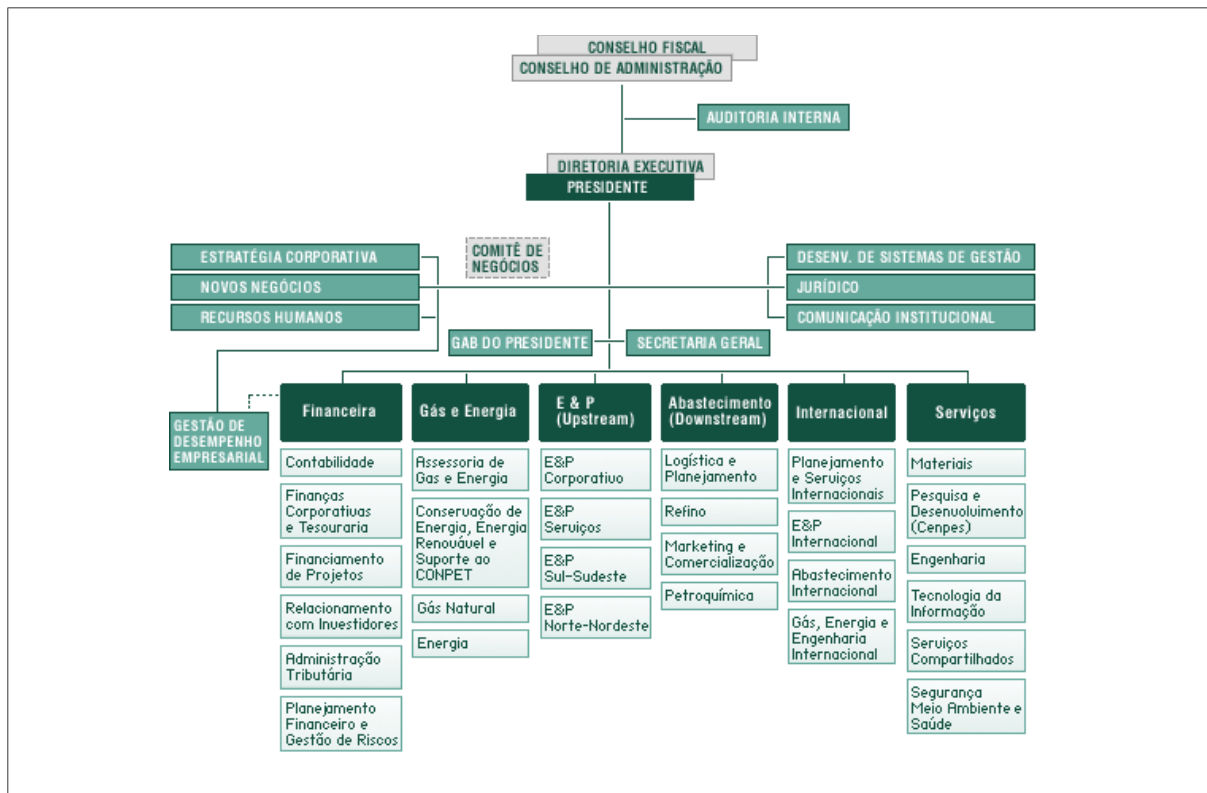 CONSELHO FISCAL
CONSELHO DE ADMINISTRAÇÃO
AUDITORIA INTERNA
DIRETORIA EXECUTIVA
PRESIDENTE
ESTRATÉGIA CORPORATIVA
NOVOS NEGÓCIOS
RECURSOS HUMANOS
COMITÊ DE
NEGÓCIOS
DESENV. DE SISTEMAS DE GESTÃO
JURÍDICO
COMUNICAÇÃO INSTITUCIONAL
GAB DO PRESIDENTE
SECRETARIA GERAL
GESTÃO DE
DESEMPENHO
EMPRESARIAL
Financeira
Contabilidade
Finanças
Corporativas
e Tesouraria
Financiamento
de Projetos
Relacionamento
com Investidores
Administração
Tributária
Planejamento
Financeiro e
Gestão de Riscos
Gás e Energia
Assessoria de
Gas e Energia
Conservação de
Energia, Energia
Renovável e
Suporte ao
CONPET
Gás Natural
Energia
E & P
(Upstream)
E&P
Corporativo
E&P
Serviços
E&P
Sul-Sudeste
E&P
Norte-Nordeste
Abastecimento
(Downstream)
Logística e
Planejamento
Refino
Marketing e
Comercialização
Petroquímica
Internacional
Planejamento
e Serviços
Internacionais
E&P
Internacional
Abastecimento
Internacional
Gás, Energia e
Engenharia
Internacional
Serviços
Materiais
Pesquisa e
Desenvolvimento
(Cenpes)
Engenharia
Tecnologia da
Informação
Serviços
Compartilhados
Segurança
Meio Ambiente e
Saúde